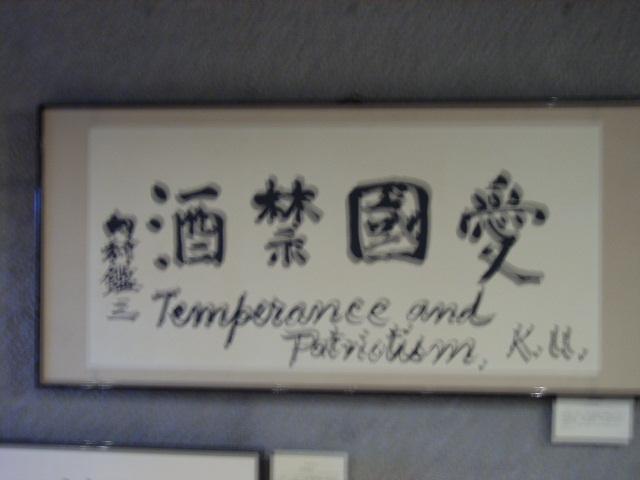 愛國禁酒
内村鑑三
Temperance and
Patriotism, K.U.